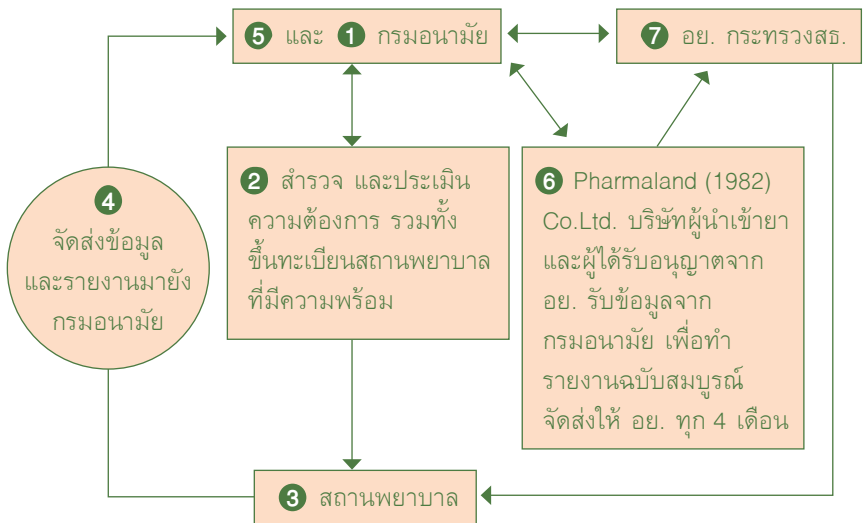 ❺ และ ❶ กรมอนามัย
❼ อย. กระทรวงสธ.
❷ สำรวจ และประเมิน
ความต้องการ รวมทั้ง
ขึ้นทะเบียนสถานพยาบาล
ที่มีความพร้อม
❻ Pharmaland (1982)
Co.Ltd. บริษัทผู้นำเข้ายา
และผู้ได้รับอนุญาตจาก
อย. รับข้อมูลจาก
กรมอนามัย เพื่อทำ
รายงานฉบับสมบูรณ์
จัดส่งให้ อย. ทุก 4 เดือน
❹
จัดส่งข้อมูล
และรายงานมายัง
กรมอนามัย
❸ สถานพยาบาล